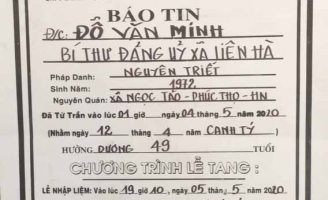 BÁO TIN
Đ/C: ĐỖ VĂN MINH
BÍ THƯ ĐẢNG UỶ XÃ LIÊN HÀ
Pháp Danh: NGUYÊN TRIẾT
Sinh Năm: 1972
Nguyên Quán: XÃ NGỌC TẢO - PHÚC THỌ - HN
Đã Từ Trần vào lúc 01 giờ, ngày 04 tháng 5 năm 2020
(Nhằm ngày 12 tháng 4 năm CANH TÝ)
HƯỞNG DƯƠNG 49 TUỔI
CHƯƠNG TRÌNH LỄ TANG :
LỄ NHẬP LIỆM: Vào lúc 19 giờ 10, ngày 05 tháng 5 năm 2020